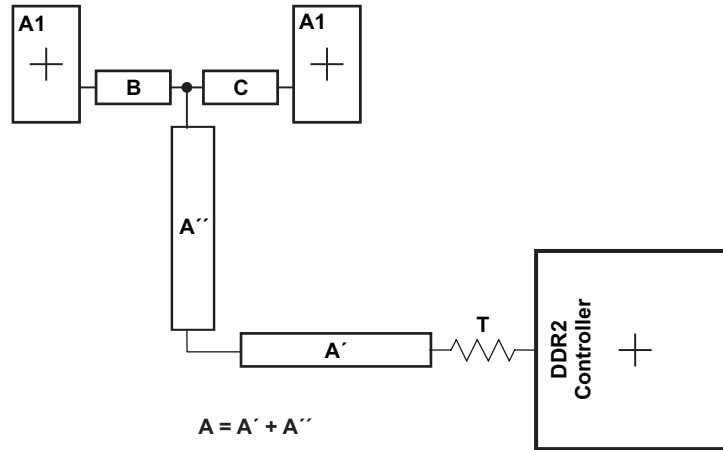 A1
A1
B
C
A´´
T
A´
DDR2
Controller
A = A´ + A´´